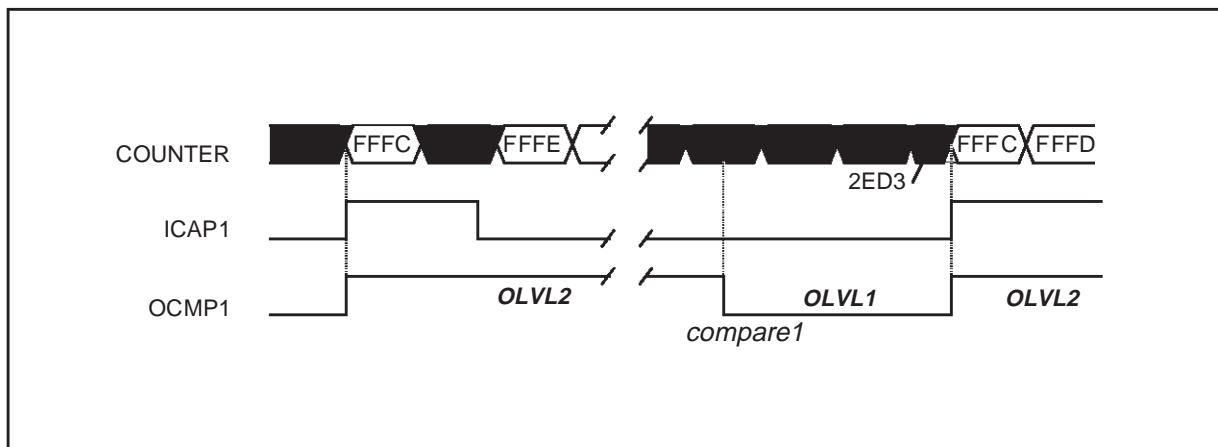 COUNTER FFFC FFFE FFFC FFFD
2ED3
ICAP1
OCMP1 OLVL2 OLVL1 OLVL2
compare1